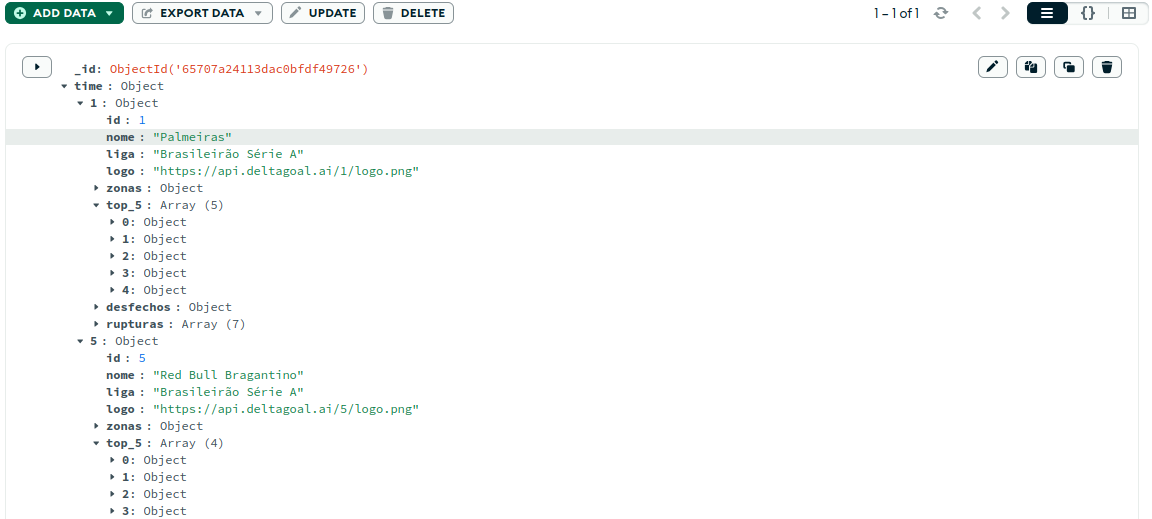 ADD DATA EXPORT DATA UPDATE DELETE 1 – 1 of 1 {}
_id: ObjectId('65707a24113dac0bfdf49726')
time : Object
1 : Object
id : 1
nome : "Palmeiras"
liga : "Brasileirão Série A"
logo : "https://api.deltagoal.ai/1/logo.png"
zonas : Object
top_5 : Array (5)
0: Object
1: Object
2: Object
3: Object
4: Object
desfechos : Object
rupturas : Array (7)
5 : Object
id : 5
nome : "Red Bull Bragantino"
liga : "Brasileirão Série A"
logo : "https://api.deltagoal.ai/5/logo.png"
zonas : Object
top_5 : Array (4)
0: Object
1: Object
2: Object
3: Object